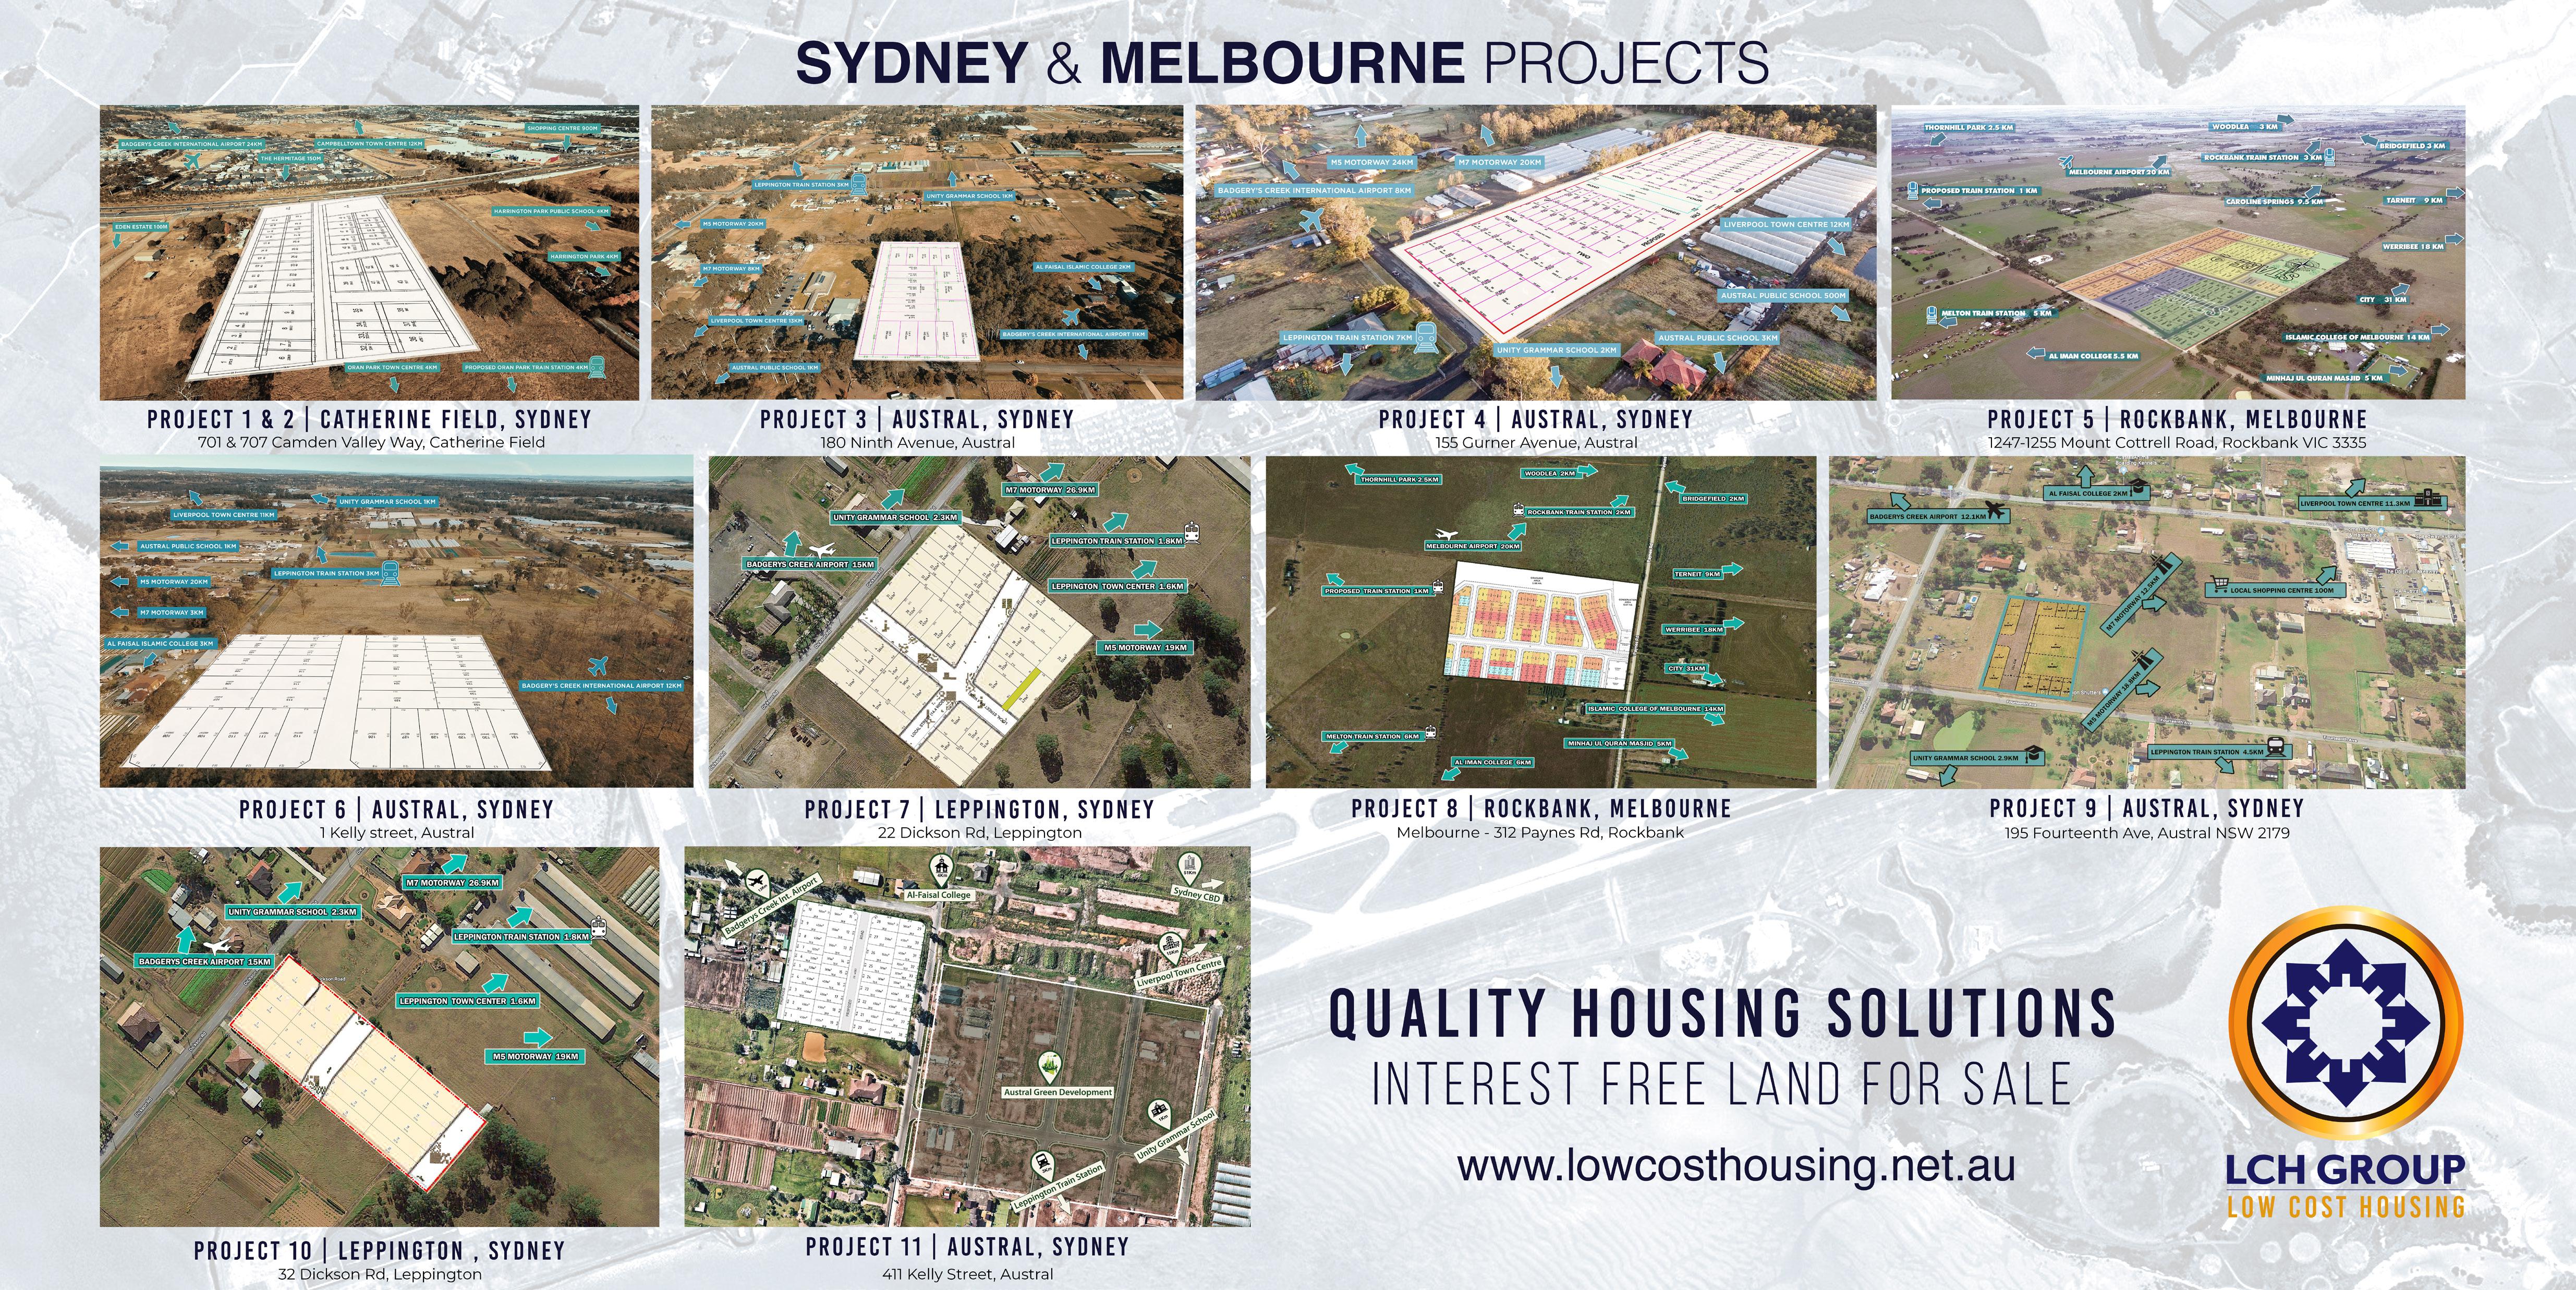 SYDNEY & MELBOURNE PROJECTS
BADGERYS CREEK INTERNATIONAL AIRPORT 24KM
CAMPBELLTOWN TOWN CENTRE 12KM
SHOPPING CENTRE 900M
THE HERMITAGE 150M
HARRINGTON PARK PUBLIC SCHOOL 4KM
EDEN ESTATE 100M
HARRINGTON PARK 4KM
ORAN PARK TOWN CENTRE 4KM
PROPOSED ORAN PARK TRAIN STATION 4KM
PROJECT 1 & 2 | CATHERINE FIELD, SYDNEY
701 & 707 Camden Valley Way, Catherine Field
LEPPINGTON TRAIN STATION 3KM
UNITY GRAMMAR SCHOOL 1KM
M5 MOTORWAY 20KM
M7 MOTORWAY 8KM
AL FAISAL ISLAMIC COLLEGE 2KM
LIVERPOOL TOWN CENTRE 13KM
BADGERY'S CREEK INTERNATIONAL AIRPORT 11KM
AUSTRAL PUBLIC SCHOOL 1KM
PROJECT 3 | AUSTRAL, SYDNEY
180 Ninth Avenue, Austral
M5 MOTORWAY 24KM
M7 MOTORWAY 20KM
BADGERY'S CREEK INTERNATIONAL AIRPORT 8KM
LIVERPOOL TOWN CENTRE 12KM
PROPOSED
TWO
ROAD
AUSTRAL PUBLIC SCHOOL 500M
LEPPINGTON TRAIN STATION 7KM
UNITY GRAMMAR SCHOOL 2KM
AUSTRAL PUBLIC SCHOOL 3KM
PROJECT 4 | AUSTRAL, SYDNEY
155 Gurner Avenue, Austral
THORNHILL PARK 2.5 KM
WOODLEA 3 KM
BRIDGEFIELD 3 KM
ROCKBANK TRAIN STATION 3 KM
MELBOURNE AIRPORT 20 KM
PROPOSED TRAIN STATION 1 KM
CAROLINE SPRINGS 9.5 KM
TARNEIT 9 KM
WERRIBEE 18 KM
CITY 31 KM
MELTON TRAIN STATION 5 KM
ISLAMIC COLLEGE OF MELBOURNE 14 KM
AL IMAN COLLEGE 5.5 KM
MINHAJ UL QURAN MASJID 5 KM
PROJECT 5 | ROCKBANK, MELBOURNE
1247-1255 Mount Cottrell Road, Rockbank VIC 3335
UNITY GRAMMAR SCHOOL 1KM
LIVERPOOL TOWN CENTRE 11KM
AUSTRAL PUBLIC SCHOOL 1KM
LEPPINGTON TRAIN STATION 3KM
M5 MOTORWAY 20KM
M7 MOTORWAY 3KM
AL FAISAL ISLAMIC COLLEGE 3KM
BADGERY'S CREEK INTERNATIONAL AIRPORT 12KM
PROJECT 6 | AUSTRAL, SYDNEY
1 Kelly street, Austral
M7 MOTORWAY 26.9KM
UNITY GRAMMAR SCHOOL 2.3KM
LEPPINGTON TRAIN STATION 1.8KM
BADGERYS CREEK AIRPORT 15KM
LEPPINGTON TOWN CENTER 1.6KM
M5 MOTORWAY 19KM
PROJECT 7 | LEPPINGTON, SYDNEY
22 Dickson Rd, Leppington
THORNHILL PARK 2.5KM
WOODLEA 2KM
BRIDGEFIELD 2KM
ROCKBANK TRAIN STATION 2KM
MELBOURNE AIRPORT 20KM
TERNEIT 9KM
PROPOSED TRAIN STATION 1KM
WERRIBEE 18KM
CITY 31KM
ISLAMIC COLLEGE OF MELBOURNE 14KM
MELTON TRAIN STATION 6KM
MINHAJ UL QURAN MASJID 5KM
AL IMAN COLLEGE 6KM
PROJECT 8 | ROCKBANK, MELBOURNE
Melbourne - 312 Paynes Rd, Rockbank
AL FAISAL COLLEGE 2KM
LIVERPOOL TOWN CENTRE 11.3KM
BADGERYS CREEK AIRPORT 12.1KM
M7 MOTORWAY 12.5KM
LOCAL SHOPPING CENTRE 100M
M5 MOTORWAY 16.8KM
UNITY GRAMMAR SCHOOL 2.9KM
LEPPINGTON TRAIN STATION 4.5KM
PROJECT 9 | AUSTRAL, SYDNEY
195 Fourteenth Ave, Austral NSW 2179
M7 MOTORWAY 26.9KM
UNITY GRAMMAR SCHOOL 2.3KM
LEPPINGTON TRAIN STATION 1.8KM
BADGERYS CREEK AIRPORT 15KM
LEPPINGTON TOWN CENTER 1.6KM
M5 MOTORWAY 19KM
PROJECT 10 | LEPPINGTON , SYDNEY
32 Dickson Rd, Leppington
Badgerys Creek Int. Airport
Al-Faisal College
Sydney CBD
Liverpool Town Centre
Austral Green Development
Unity Grammar School
Leppington Train Station
PROJECT 11 | AUSTRAL, SYDNEY
411 Kelly Street, Austral
QUALITY HOUSING SOLUTIONS
INTEREST FREE LAND FOR SALE
www.lowcosthousing.net.au
LCH GROUP
LOW COST HOUSING